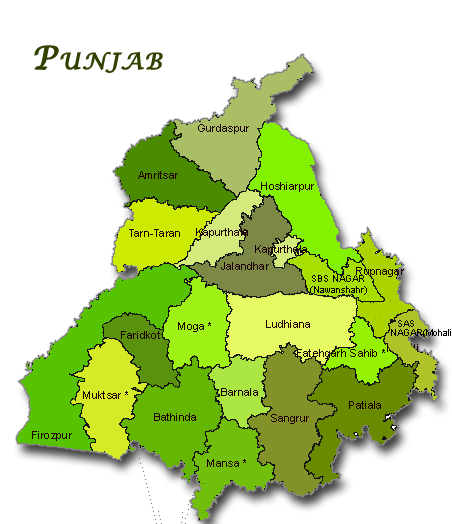 PUNJAB
Gurdaspur
Amritsar
Hoshiarpur
Tarn-Taran
Kapurthala
Kapurthala
Jalandhar
SBS NAGAR
(Nawanshahr)
Rupnagar
SAS
NAGAR(Mohali
Moga *
Ludhiana
Faridkot
Fatehgarh Sahib *
Muktsar *
Barnala
Bathinda
Sangrur
Patiala
Firozpur
Mansa *